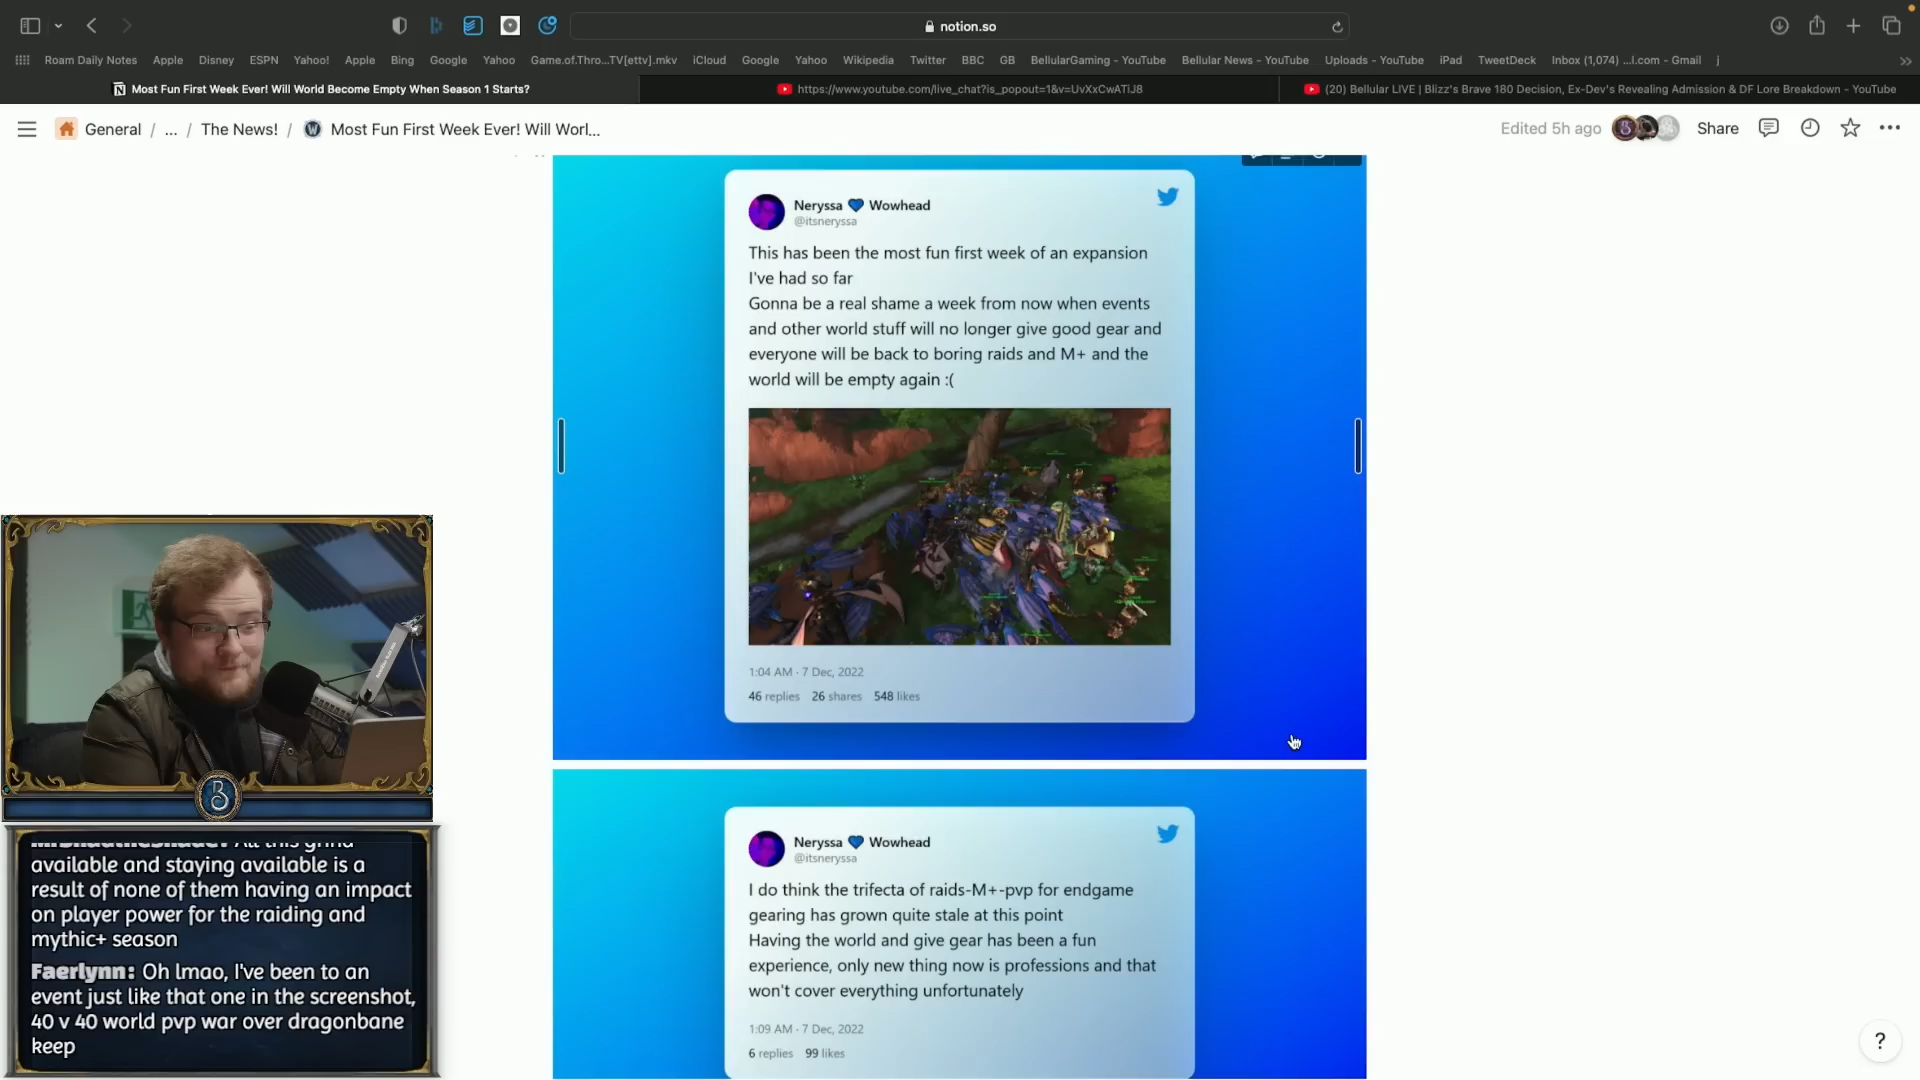 notion.so
Roam Daily Notes Apple Disney ESPN Yahoo! Apple Bing Google Yahoo Game.of.Thro...TV[ettv].mkv iCloud Google Yahoo Wikipedia Twitter BBC GB BellularGaming - YouTube Bellular News - YouTube Uploads - YouTube iPad TweetDeck Inbox (1,074) ...l.com - Gmail j
Most Fun First Week Ever! Will World Become Empty When Season 1 Starts?
https://www.youtube.com/live_chat?is_popout=1&v=UvXxCwATiJ8
(20) Bellular LIVE | Blizz's Brave 180 Decision, Ex-Dev's Revealing Admission & DF Lore Breakdown - YouTube
General / ... / The News! / Most Fun First Week Ever! Will Worl...
Edited 5h ago
Share
Neryssa 💙 Wowhead
@itsneryssa
This has been the most fun first week of an expansion
I've had so far
Gonna be a real shame a week from now when events
and other world stuff will no longer give good gear and
everyone will be back to boring raids and M+ and the
world will be empty again :(
1:04 AM · 7 Dec, 2022
46 replies 26 shares 548 likes
Neryssa 💙 Wowhead
@itsneryssa
I do think the trifecta of raids-M+-pvp for endgame
gearing has grown quite stale at this point
Having the world and give gear has been a fun
experience, only new thing now is professions and that
won't cover everything unfortunately
1:09 AM · 7 Dec, 2022
6 replies 99 likes
All this grind
available and staying available is a
result of none of them having an impact
on player power for the raiding and
mythic+ season
Faerlynn: Oh lmao, I've been to an
event just like that one in the screenshot,
40 v 40 world pvp war over dragonbane
keep
?